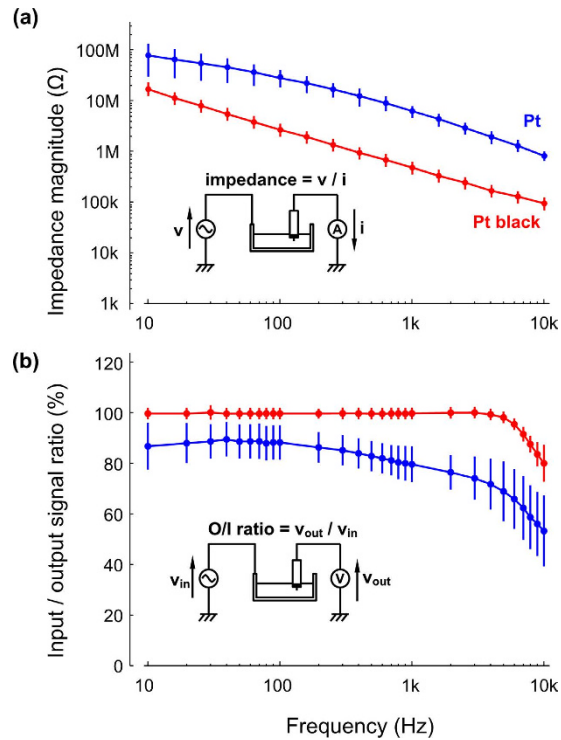 (a)
Impedance magnitude (Ω)
100M
10M
1M
100k
10k
1k
Pt
Pt black
impedance = v / i
v
A
i
10
100
1k
10k
(b)
Input / output signal ratio (%)
120
100
80
60
40
20
0
O/I ratio = vout / vin
vin
V
vout
10
100
1k
10k
Frequency (Hz)